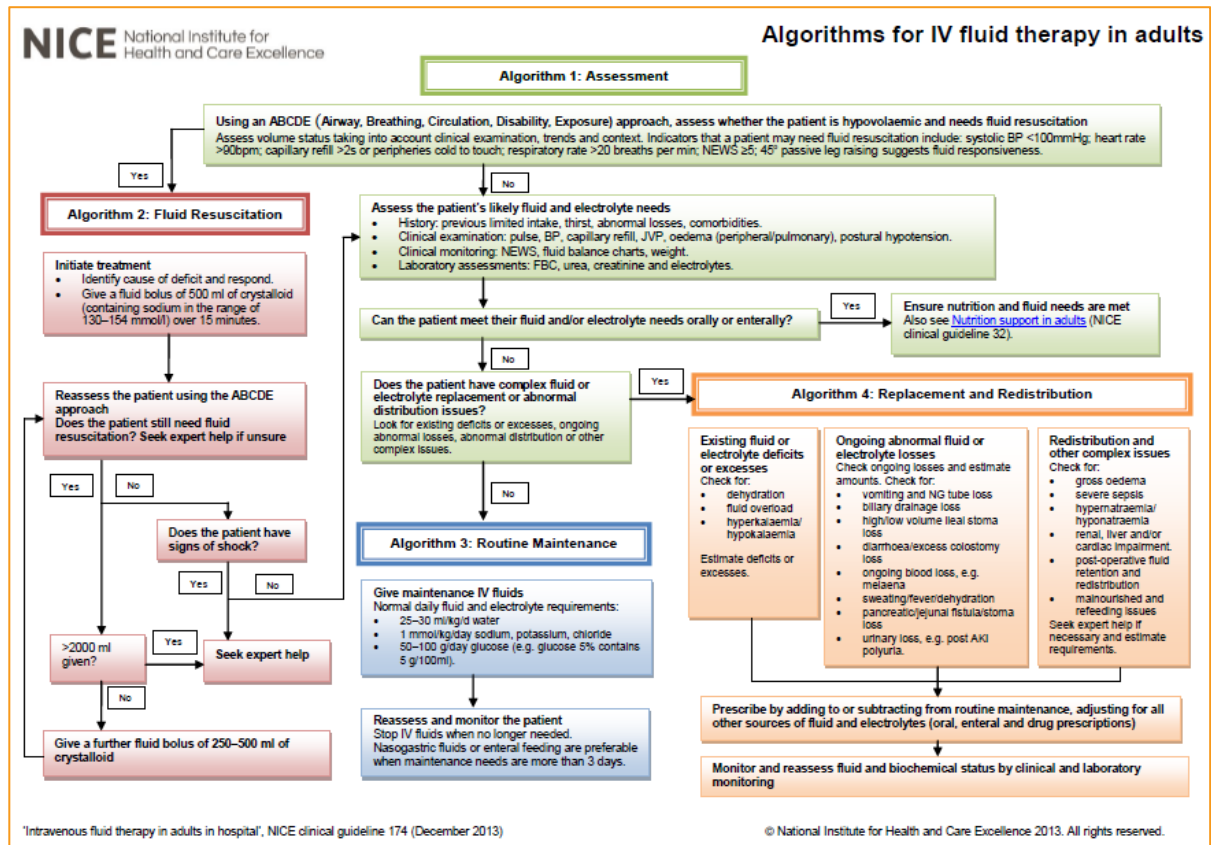 NICE National Institute for
Health and Care Excellence
Algorithms for IV fluid therapy in adults
Algorithm 1: Assessment
Using an ABCDE (Airway, Breathing, Circulation, Disability, Exposure) approach, assess whether the patient is hypovolaemic and needs fluid resuscitation
Assess volume status taking into account clinical examination, trends and context. Indicators that a patient may need fluid resuscitation include: systolic BP <100mmHg; heart rate
>90bpm; capillary refill >2s or peripheries cold to touch; respiratory rate >20 breaths per min; NEWS ≥5; 45° passive leg raising suggests fluid responsiveness.
Yes
No
Algorithm 2: Fluid Resuscitation
Initiate treatment
• Identify cause of deficit and respond.
• Give a fluid bolus of 500 ml of crystalloid
(containing sodium in the range of
130–154 mmol/l) over 15 minutes.
Reassess the patient using the ABCDE
approach
Does the patient still need fluid
resuscitation? Seek expert help if unsure
Yes
No
Does the patient have
signs of shock?
Yes
No
>2000 ml
given?
Yes
Seek expert help
No
Give a further fluid bolus of 250–500 ml of
crystalloid
Assess the patient's likely fluid and electrolyte needs
• History: previous limited intake, thirst, abnormal losses, comorbidities.
• Clinical examination: pulse, BP, capillary refill, JVP, oedema (peripheral/pulmonary), postural hypotension.
• Clinical monitoring: NEWS, fluid balance charts, weight.
• Laboratory assessments: FBC, urea, creatinine and electrolytes.
Can the patient meet their fluid and/or electrolyte needs orally or enterally?
Yes
Ensure nutrition and fluid needs are met
Also see Nutrition support in adults (NICE
clinical guideline 32).
No
Does the patient have complex fluid or
electrolyte replacement or abnormal
distribution issues?
Look for existing deficits or excesses, ongoing
abnormal losses, abnormal distribution or other
complex issues.
Yes
No
Algorithm 3: Routine Maintenance
Give maintenance IV fluids
Normal daily fluid and electrolyte requirements:
• 25–30 ml/kg/d water
• 1 mmol/kg/day sodium, potassium, chloride
• 50–100 g/day glucose (e.g. glucose 5% contains
5 g/100ml).
Reassess and monitor the patient
Stop IV fluids when no longer needed.
Nasogastric fluids or enteral feeding are preferable
when maintenance needs are more than 3 days.
Algorithm 4: Replacement and Redistribution
Existing fluid or
electrolyte deficits
or excesses
Check for:
• dehydration
• fluid overload
• hyperkalaemia/
hypokalaemia
Estimate deficits or
excesses.
Ongoing abnormal fluid or
electrolyte losses
Check ongoing losses and estimate
amounts. Check for:
• vomiting and NG tube loss
• biliary drainage loss
• high/low volume ileal stoma
loss
• diarrhoea/excess colostomy
loss
• ongoing blood loss, e.g.
melaena
• sweating/fever/dehydration
• pancreatic/jejunal fistula/stoma
loss
• urinary loss, e.g. post AKI
polyuria.
Redistribution and
other complex issues
Check for:
• gross oedema
• severe sepsis
• hypernatraemia/
hyponatraemia
• renal, liver and/or
cardiac impairment.
• post-operative fluid
retention and
redistribution
• malnourished and
refeeding issues
Seek expert help if
necessary and estimate
requirements.
Prescribe by adding to or subtracting from routine maintenance, adjusting for all
other sources of fluid and electrolytes (oral, enteral and drug prescriptions)
Monitor and reassess fluid and biochemical status by clinical and laboratory
monitoring
'Intravenous fluid therapy in adults in hospital', NICE clinical guideline 174 (December 2013)
© National Institute for Health and Care Excellence 2013. All rights reserved.